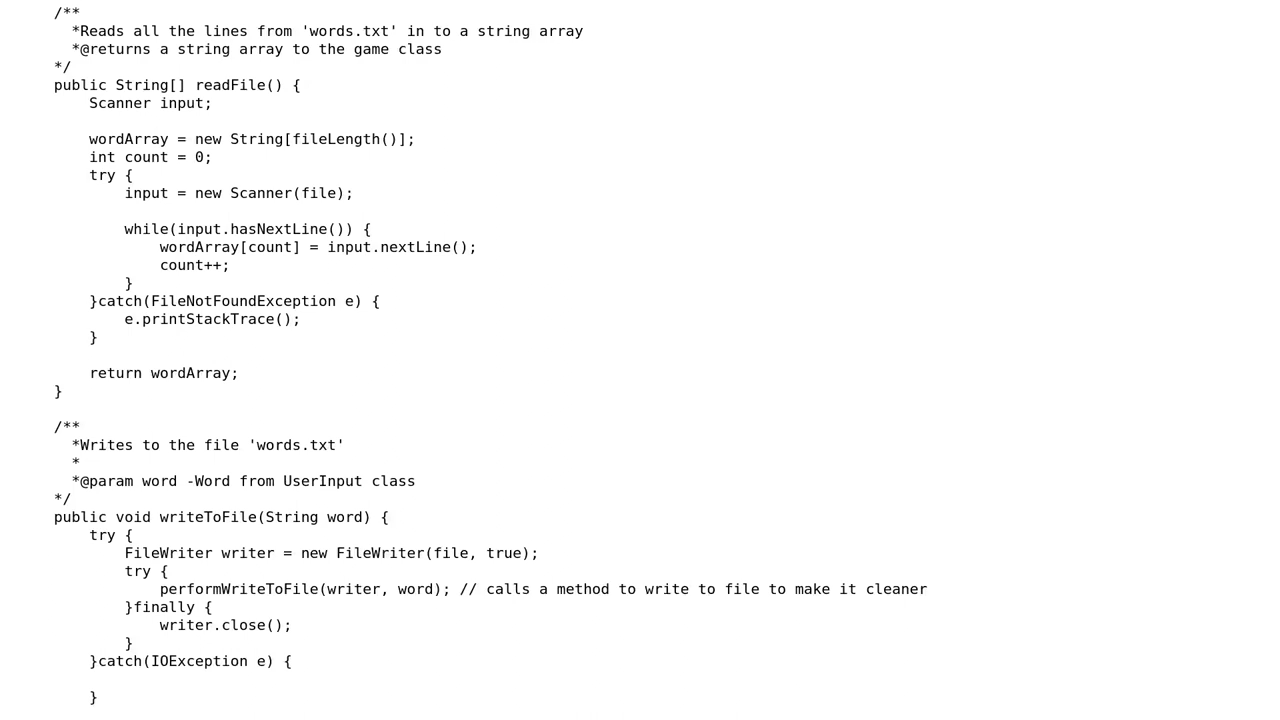 /**
*Reads all the lines from 'words.txt' in to a string array
*@returns a string array to the game class
*/
public String[] readFile() {
Scanner input;
wordArray = new String[fileLength()];
int count = 0;
try {
input = new Scanner(file);
while(input.hasNextLine()) {
wordArray[count] = input.nextLine();
count++;
}
}catch(FileNotFoundException e) {
e.printStackTrace();
}
return wordArray;
}
/**
*Writes to the file 'words.txt'
*
*@param word -Word from UserInput class
*/
public void writeToFile(String word) {
try {
FileWriter writer = new FileWriter(file, true);
try {
performWriteToFile(writer, word); // calls a method to write to file to make it cleaner
}finally {
writer.close();
}
}catch(IOException e) {
}